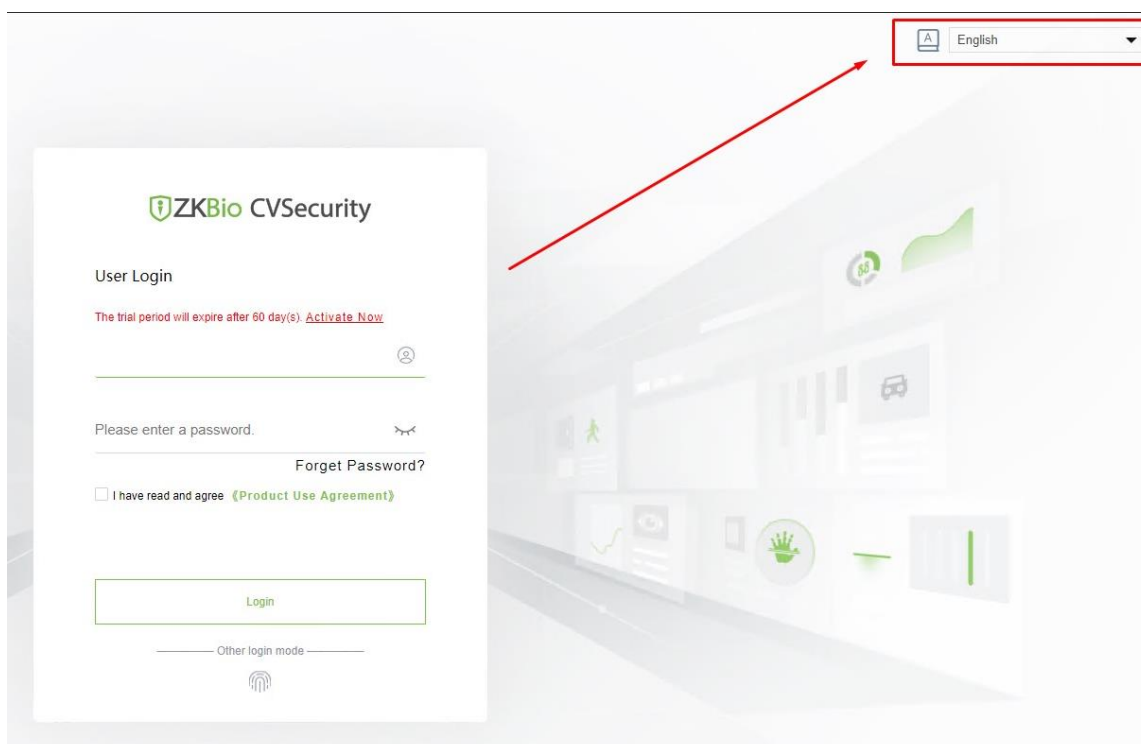 A English
ZKBio CVSecurity
User Login
The trial period will expire after 60 day(s). Activate Now
Please enter a password.
Forget Password?
I have read and agree 《Product Use Agreement》
Login
Other login mode
88